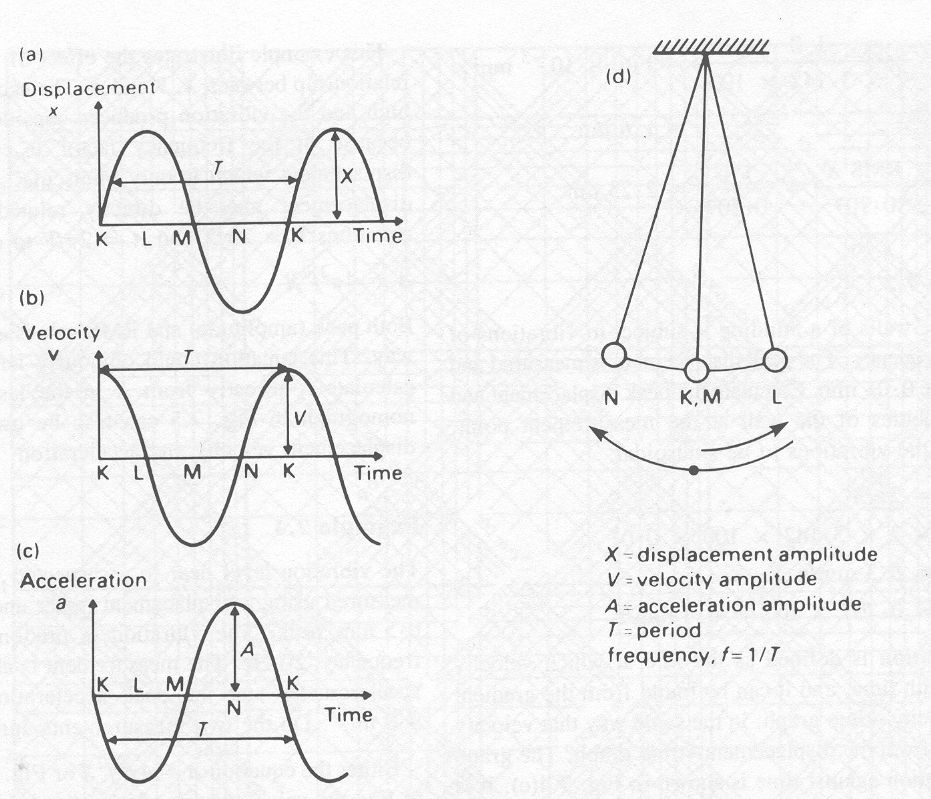 (a)
Displacement
x
T
X
K L M N K Time
(b)
Velocity
v
T
V
K L M N K Time
(c)
Acceleration
a
A
K L M N K
Time
T
(d)
N K, M L
X = displacement amplitude
V = velocity amplitude
A = acceleration amplitude
T = period
frequency, f = 1/T